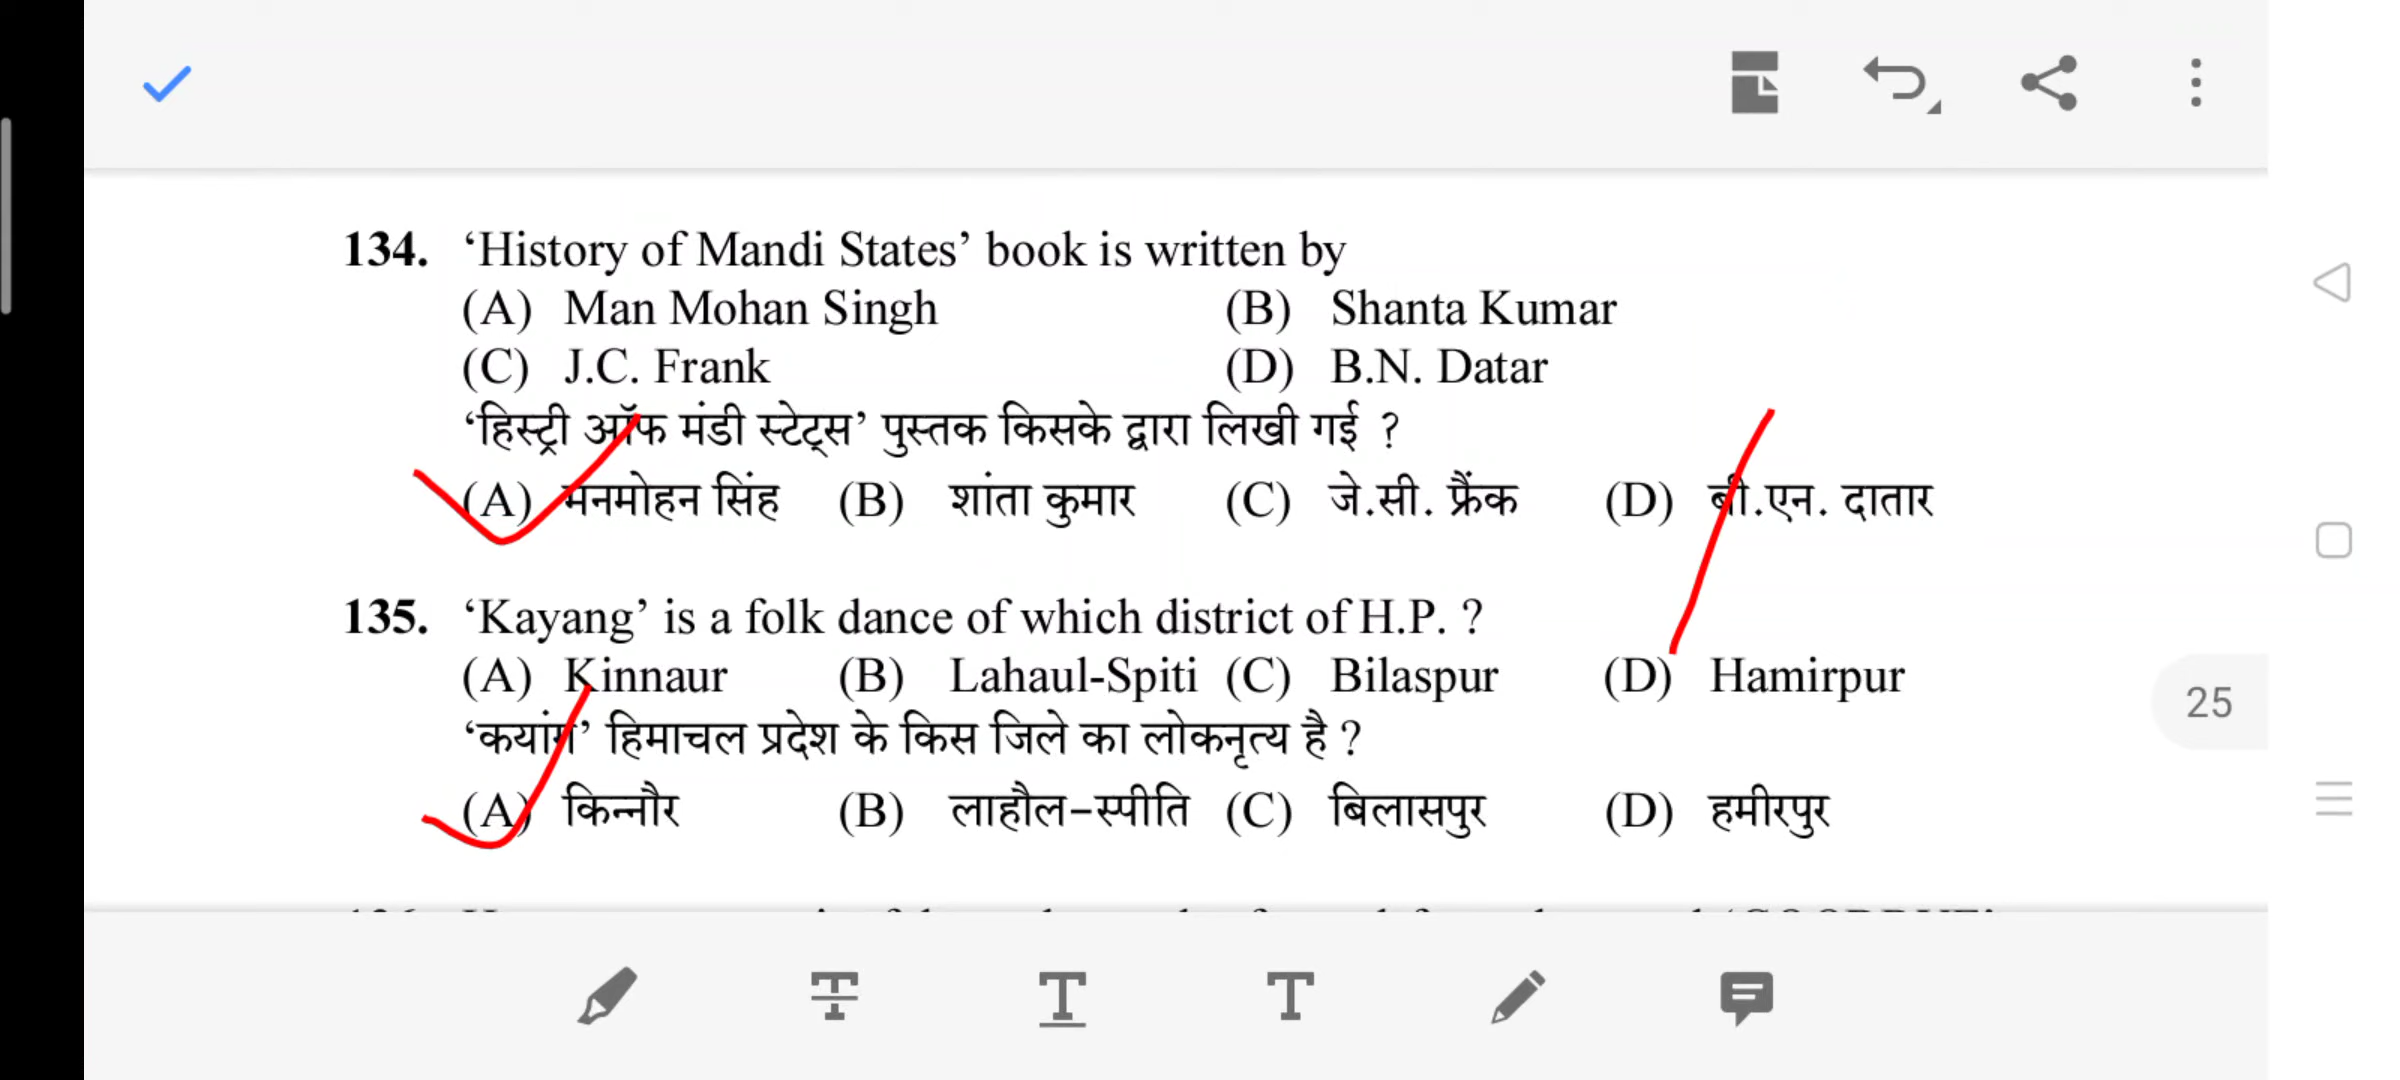 134. ‘History of Mandi States’ book is written by
(A) Man Mohan Singh (B) Shanta Kumar
(C) J.C. Frank (D) B.N. Datar
‘हिस्ट्री ऑफ मंडी स्टेट्स’ पुस्तक किसके द्वारा लिखी गई ?
(A) मनमोहन सिंह (B) शांता कुमार (C) जे.सी. फ्रैंक (D) बी.एन. दातार
135. ‘Kayang’ is a folk dance of which district of H.P. ?
(A) Kinnaur (B) Lahaul-Spiti (C) Bilaspur (D) Hamirpur
25
‘कयांग’ हिमाचल प्रदेश के किस जिले का लोकनृत्य है ?
(A) किन्नौर (B) लाहौल-स्पीति (C) बिलासपुर (D) हमीरपुर